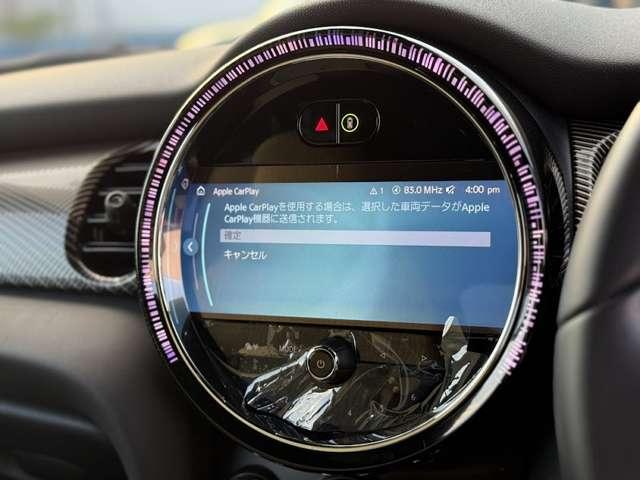 Apple CarPlay 1 83.0 MHz 4:00 pm
Apple CarPlayを使用する場合は、選択した車両データがApple
CarPlay機器に送信されます。
確定
キャンセル
MODE